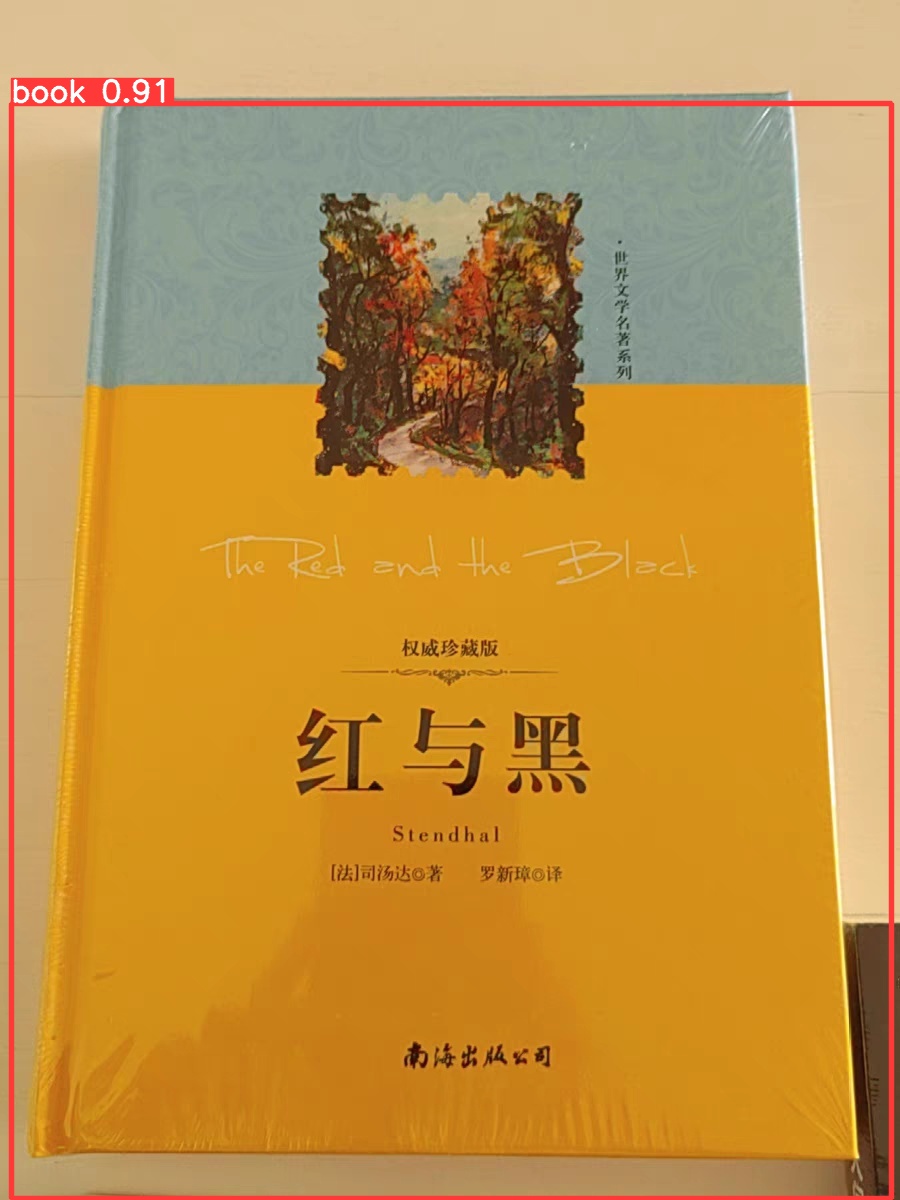 book 0.91
·世界文学名著系列
The Red and the Black
权威珍藏版
红与黑
Stendhal
[法]司汤达◎著 罗新璋◎译
南海出版公司